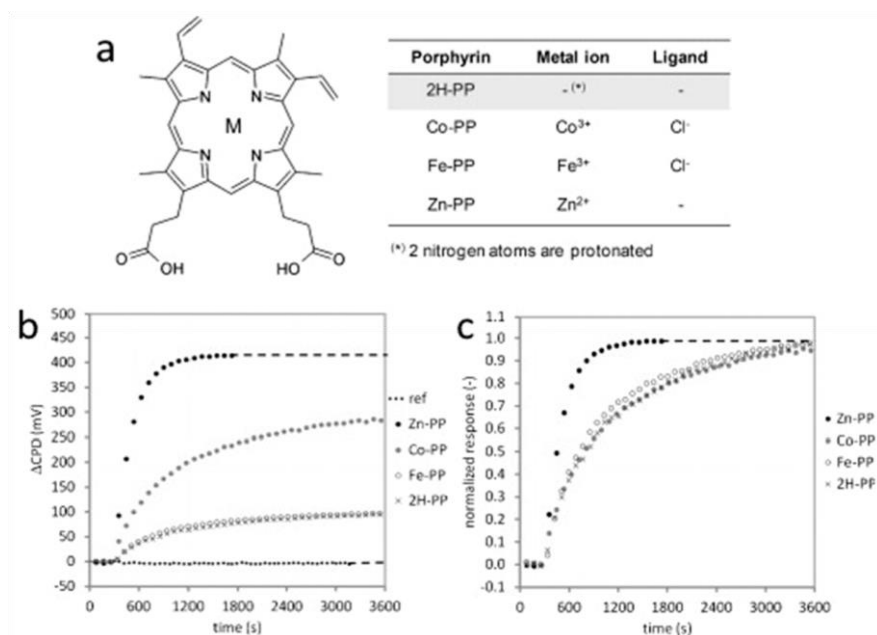 a
N N
M
N N
O OH HO O
Porphyrin Metal ion Ligand
2H-PP - (*) -
Co-PP Co³⁺ Cl⁻
Fe-PP Fe³⁺ Cl⁻
Zn-PP Zn²⁺ -
(*) 2 nitrogen atoms are protonated
b
500
450
400
350
300
250
200
150
100
50
0
-50
ΔCPD (mV)
0 600 1200 1800 2400 3000 3600
time [s]
ref
Zn-PP
Co-PP
Fe-PP
2H-PP
c
1.1
1.0
0.9
0.8
0.7
0.6
0.5
0.4
0.3
0.2
0.1
0.0
-0.1
normalized response (-)
0 600 1200 1800 2400 3000 3600
time (s)
Zn-PP
Co-PP
Fe-PP
2H-PP